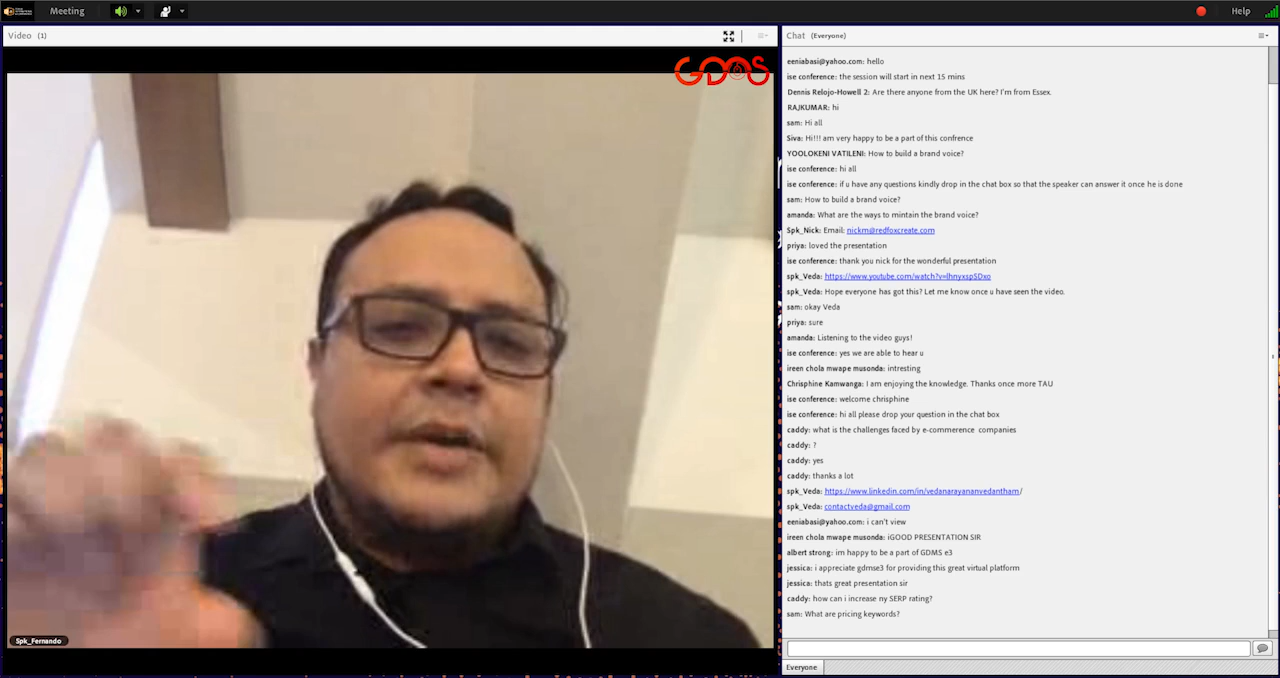 Meeting
Help
Video (1)
GDMS
Spk_Fernando
Chat (Everyone)
eeniabasi@yahoo.com: hello
ise conference: the session will start in next 15 mins
Dennis Relojo-Howell 2: Are there anyone from the UK here? I'm from Essex.
RAJKUMAR: hi
sam: Hi all
Siva: Hi!!! am very happy to be a part of this confrence
YOOLOKENI VATILENI: How to build a brand voice?
ise conference: hi all
ise conference: if u have any questions kindly drop in the chat box so that the speaker can answer it once he is done
sam: How to build a brand voice?
amanda: What are the ways to mintain the brand voice?
Spk_Nick: Email: nickm@redfoxcreate.com
priya: loved the presentation
ise conference: thank you nick for the wonderful presentation
spk_Veda: https://www.youtube.com/watch?v=lhnyxspSDxo
spk_Veda: Hope everyone has got this? Let me know once u have seen the video.
sam: okay Veda
priya: sure
amanda: Listening to the video guys!
ise conference: yes we are able to hear u
ireen chola mwape musonda: intresting
Chrisphine Kamwanga: I am enjoying the knowledge. Thanks once more TAU
ise conference: welcome chrisphine
ise conference: hi all please drop your question in the chat box
caddy: what is the challenges faced by e-commerence companies
caddy: ?
caddy: yes
caddy: thanks a lot
spk_Veda: https://www.linkedin.com/in/vedanarayananvedantham/
spk_Veda: contactveda@gmail.com
eeniabasi@yahoo.com: i can't view
ireen chola mwape musonda: iGOOD PRESENTATION SIR
albert strong: im happy to be a part of GDMS e3
jessica: i appreciate gdmse3 for providing this great virtual platform
jessica: thats great presentation sir
caddy: how can i increase ny SERP rating?
sam: What are pricing keywords?
Everyone